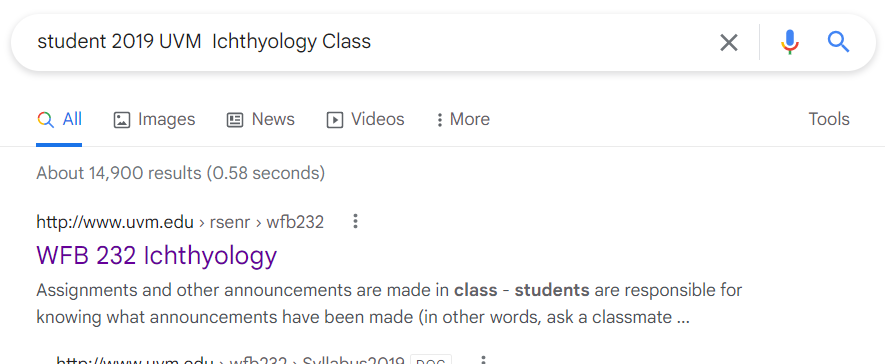 student 2019 UVM  Ichthyology Class
All Images News Videos More Tools
About 14,900 results (0.58 seconds)
http://www.uvm.edu › rsenr › wfb232
WFB 232 Ichthyology
Assignments and other announcements are made in class - students are responsible for
knowing what announcements have been made (in other words, ask a classmate ...
http://www.uvm.edu › wfb232 › Syllabus2019 DOC